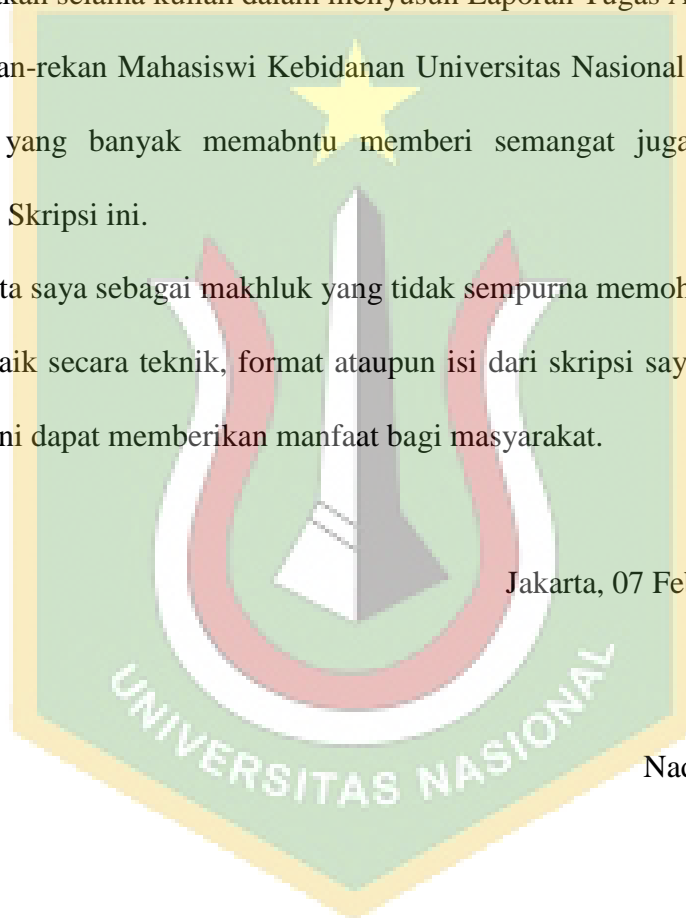 kan selama kuliah dalam menyusun Laporan Tugas A
an-rekan Mahasiswi Kebidanan Universitas Nasional
yang banyak memabntu memberi semangat juga
Skripsi ini.
ta saya sebagai makhluk yang tidak sempurna memoh
aik secara teknik, format ataupun isi dari skripsi say
ni dapat memberikan manfaat bagi masyarakat.
Jakarta, 07 Fe
Nad
UNIVERSITAS NASIONAL